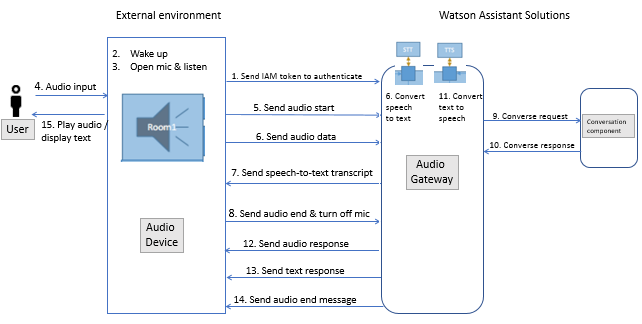 External environment
Watson Assistant Solutions
2. Wake up
3. Open mic & listen
STT
TTS
1. Send IAM token to authenticate
4. Audio input
6. Convert
speech
to text
11. Convert
text to
speech
5. Send audio start
9. Converse request
Conversation
component
User
15. Play audio /
display text
Room1
6. Send audio data
10. Converse response
Audio
Gateway
7. Send speech-to-text transcript
8. Send audio end & turn off mic
Audio
Device
12. Send audio response
13. Send text response
14. Send audio end message